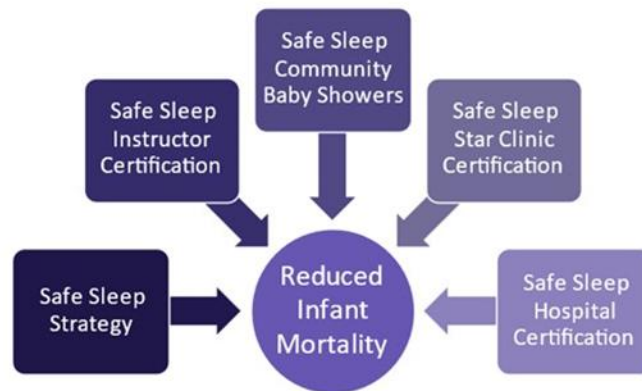 Safe Sleep
Community
Baby Showers
Safe Sleep
Instructor
Certification
Safe Sleep
Star Clinic
Certification
Safe Sleep
Strategy
Reduced
Infant
Mortality
Safe Sleep
Hospital
Certification